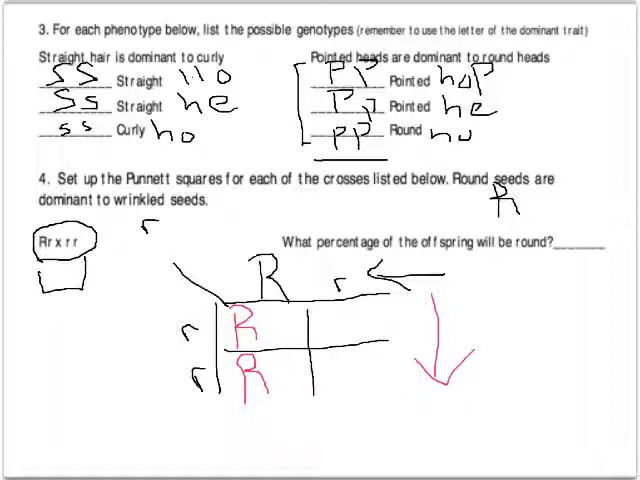 3. For each phenotype below, list the possible genotypes (remember to use the letter of the dominant trait)
Straight hair is dominant to curly Pointed heads are dominant to round heads
SS Straight PP Pointed
Ss Straight he Pp Pointed he
ss Curly ho pp Round
4. Set up the Punnett squares for each of the crosses listed below. Round seeds are
dominant to wrinkled seeds.
R
r
Rr x rr What percentage of the offspring will be round?
R r
r R
r R